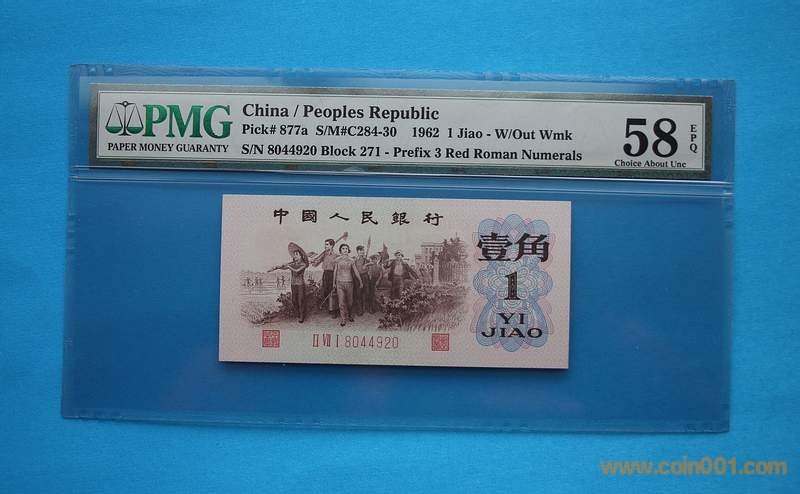 PMG
PAPER MONEY GUARANTY
China / Peoples Republic
Pick# 877a S/M#C284-30 1962 1 Jiao - W/Out Wmk
S/N 8044920 Block 271 - Prefix 3 Red Roman Numerals
58
EPQ
Choice About Unc
中國人民銀行
壹角
1
YI
JIAO
II VII I 8044920
www.coin001.com